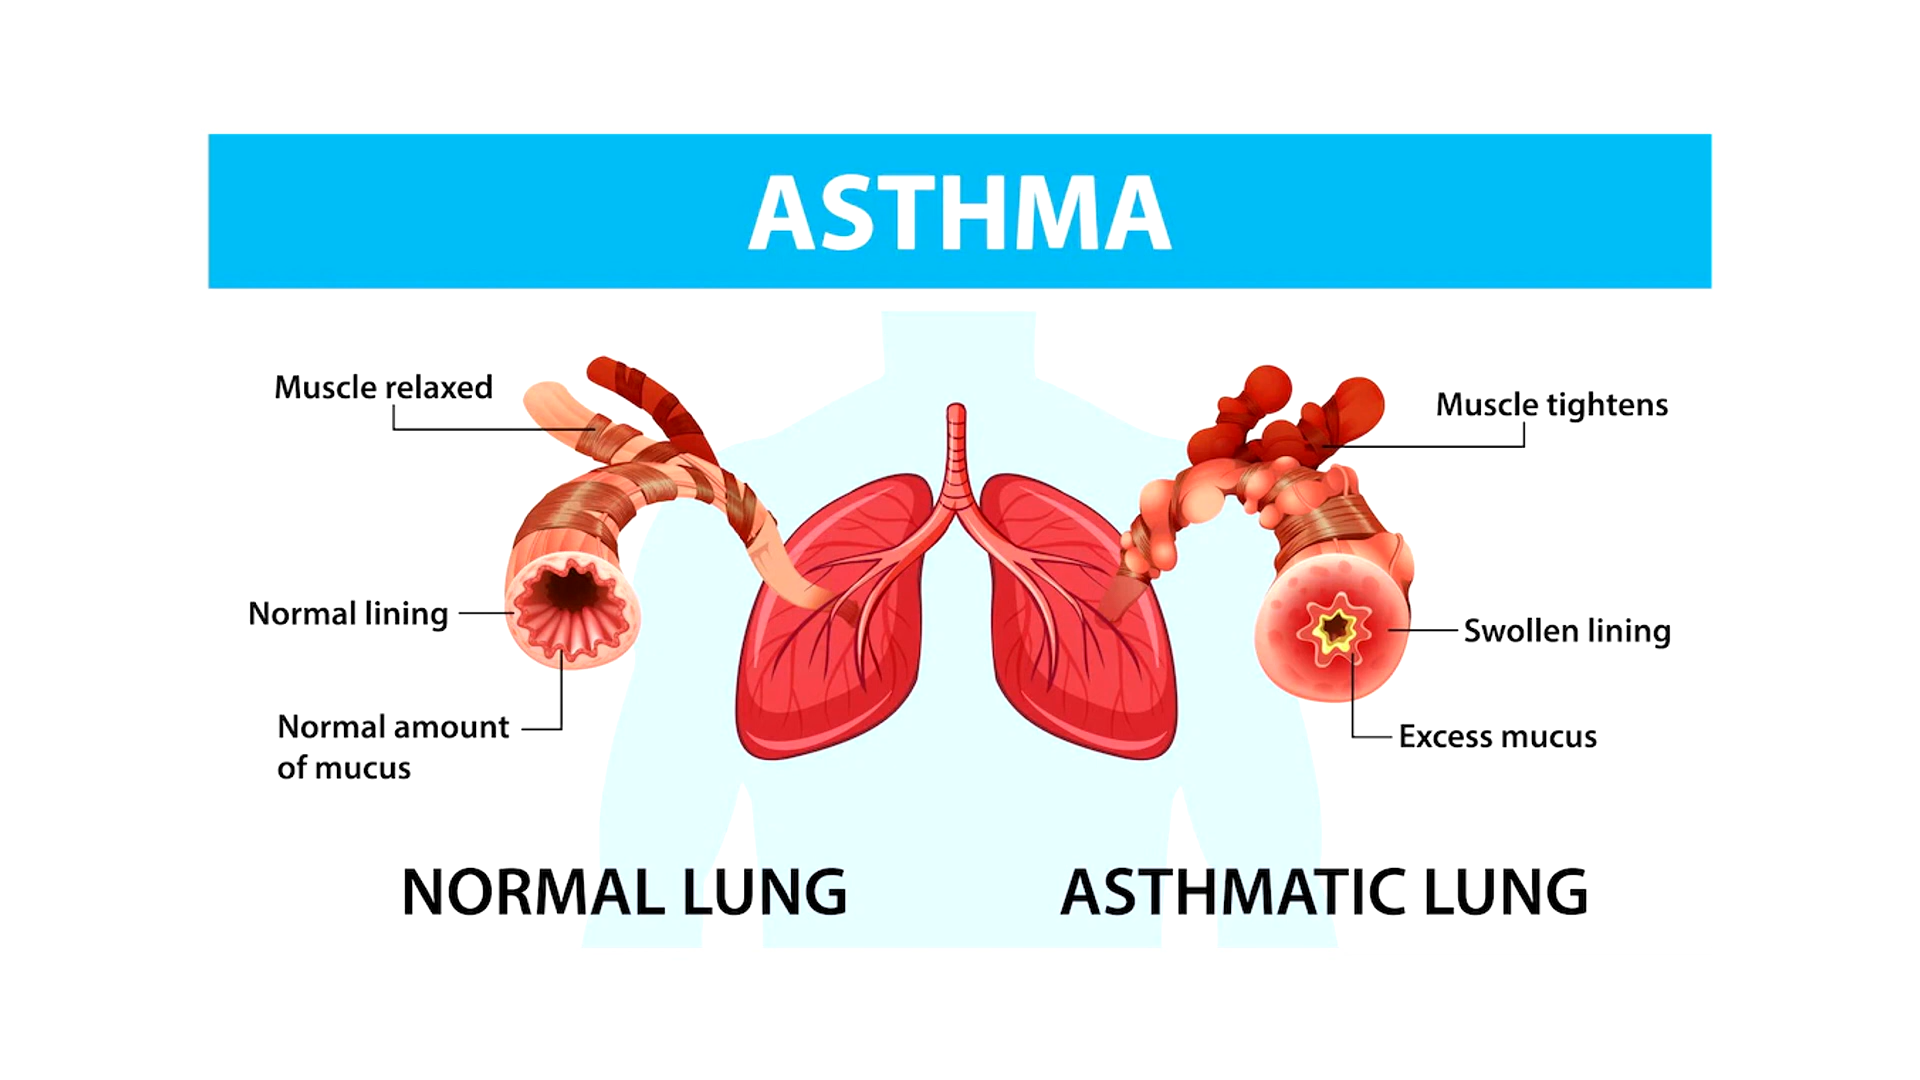 ASTHMA
Muscle relaxed
Muscle tightens
Normal lining
Swollen lining
Normal amount
of mucus
Excess mucus
NORMAL LUNG
ASTHMATIC LUNG